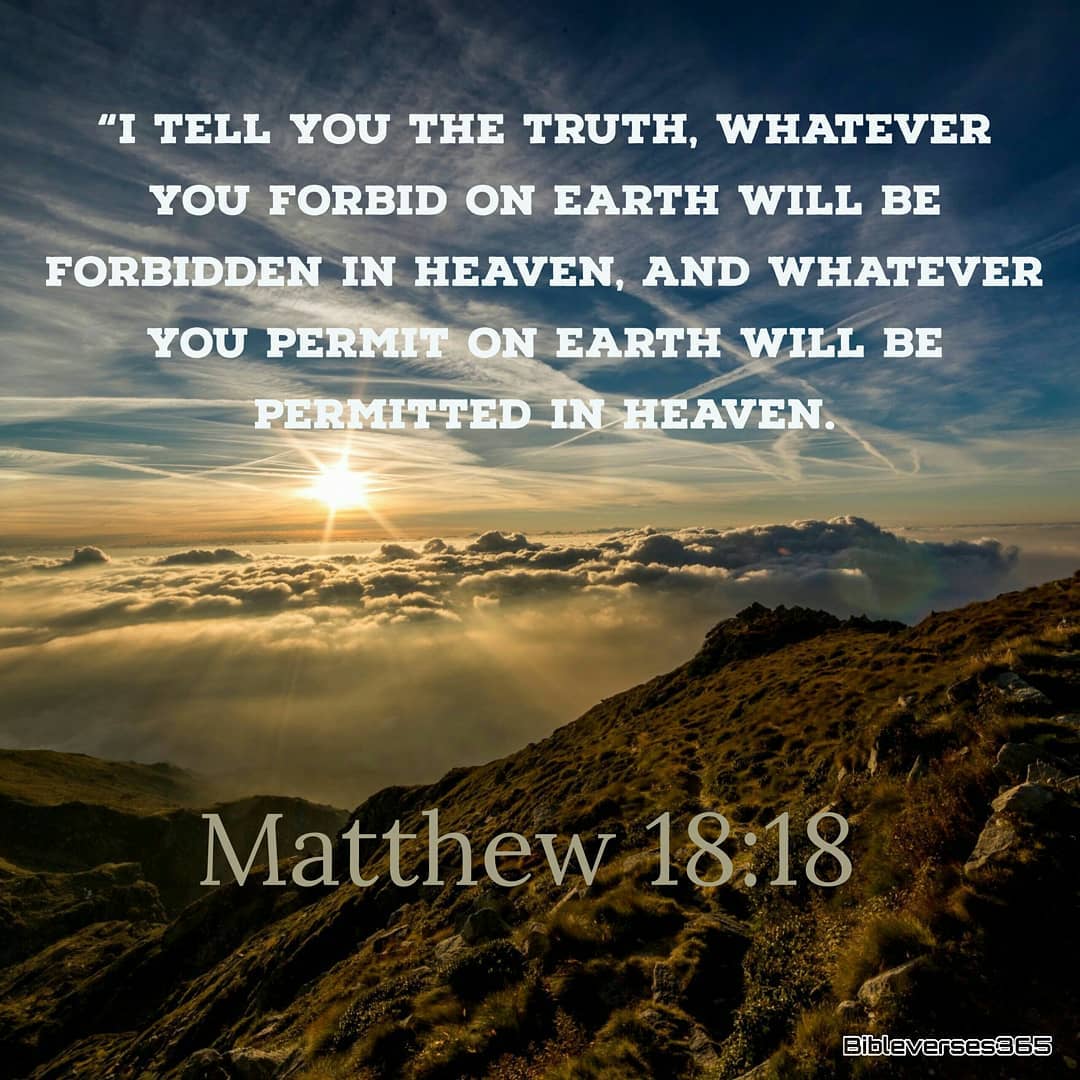 “I TELL YOU THE TRUTH, WHATEVER
YOU FORBID ON EARTH WILL BE
FORBIDDEN IN HEAVEN, AND WHATEVER
YOU PERMIT ON EARTH WILL BE
PERMITTED IN HEAVEN.
Matthew 18:18
Bibleverses365